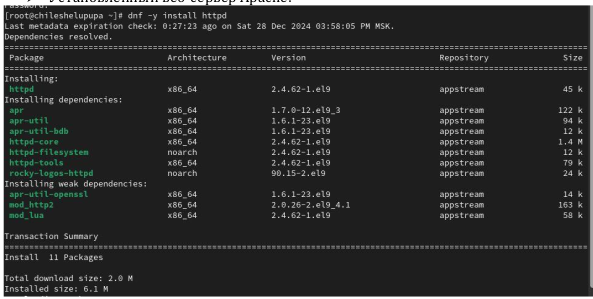 установленный веб-сервер Apache:
Password:
[root@chileshelupupa ~]# dnf -y install httpd
Last metadata expiration check: 0:27:23 ago on Sat 28 Dec 2024 03:58:05 PM MSK.
Dependencies resolved.
================================================================================
Package Architecture Version Repository Size
================================================================================
Installing:
httpd x86_64 2.4.62-1.el9 appstream 45 k
Installing dependencies:
apr x86_64 1.7.0-12.el9_3 appstream 122 k
apr-util x86_64 1.6.1-23.el9 appstream 94 k
apr-util-bdb x86_64 1.6.1-23.el9 appstream 12 k
httpd-core x86_64 2.4.62-1.el9 appstream 1.4 M
httpd-filesystem noarch 2.4.62-1.el9 appstream 12 k
httpd-tools x86_64 2.4.62-1.el9 appstream 79 k
rocky-logos-httpd noarch 90.15-2.el9 appstream 24 k
Installing weak dependencies:
apr-util-openssl x86_64 1.6.1-23.el9 appstream 14 k
mod_http2 x86_64 2.0.26-2.el9_4.1 appstream 163 k
mod_lua x86_64 2.4.62-1.el9 appstream 58 k

Transaction Summary
================================================================================
Install 11 Packages

Total download size: 2.0 M
Installed size: 6.1 M